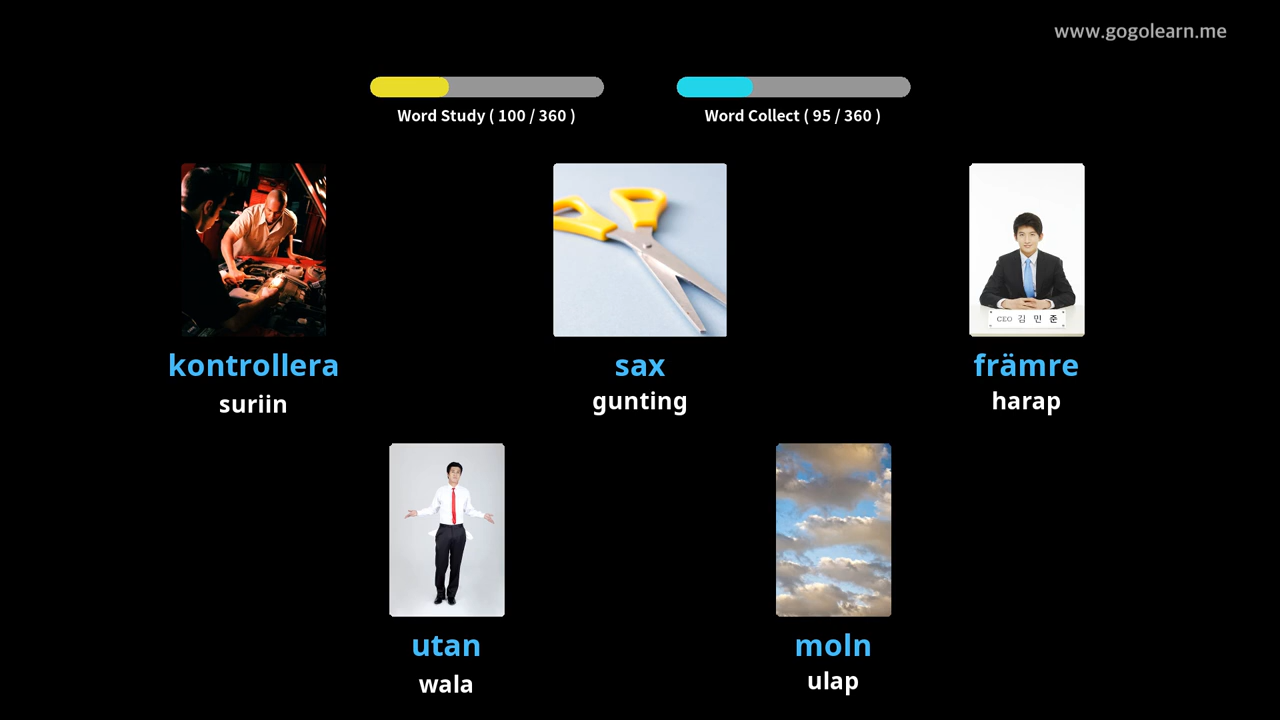 www.gogolearn.me
Word Study ( 100 / 360 )
Word Collect ( 95 / 360 )
CEO 김 민 준
kontrollera
suriin
sax
gunting
främre
harap
utan
wala
moln
ulap